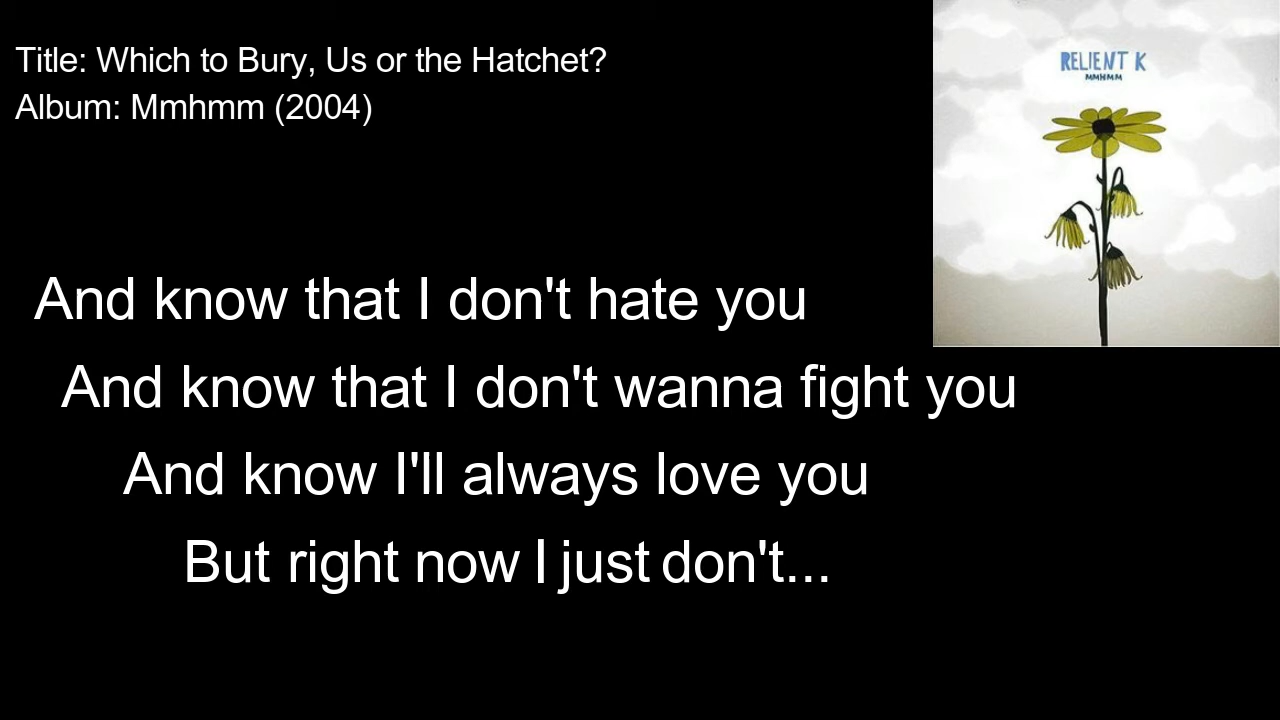 Title: Which to Bury, Us or the Hatchet?
Album: Mmhmm (2004)
RELIENT K
MMHMM
And know that I don't hate you
And know that I don't wanna fight you
And know I'll always love you
But right now I just don't...